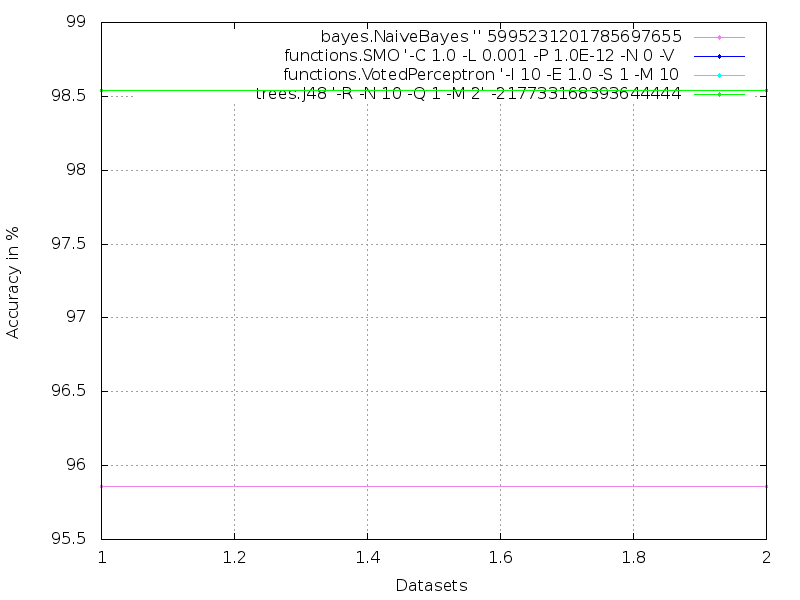 99
98.5
98
97.5
97
96.5
96
95.5
1 1.2 1.4 1.6 1.8 2
Accuracy in %
Datasets
bayes.NaiveBayes '' 5995231201785697655
functions.SMO '-C 1.0 -L 0.001 -P 1.0E-12 -N 0 -V
functions.VotedPerceptron '-I 10 -E 1.0 -S 1 -M 10
trees.J48 '-R -N 10 -Q 1 -M 2' -217733168393644444